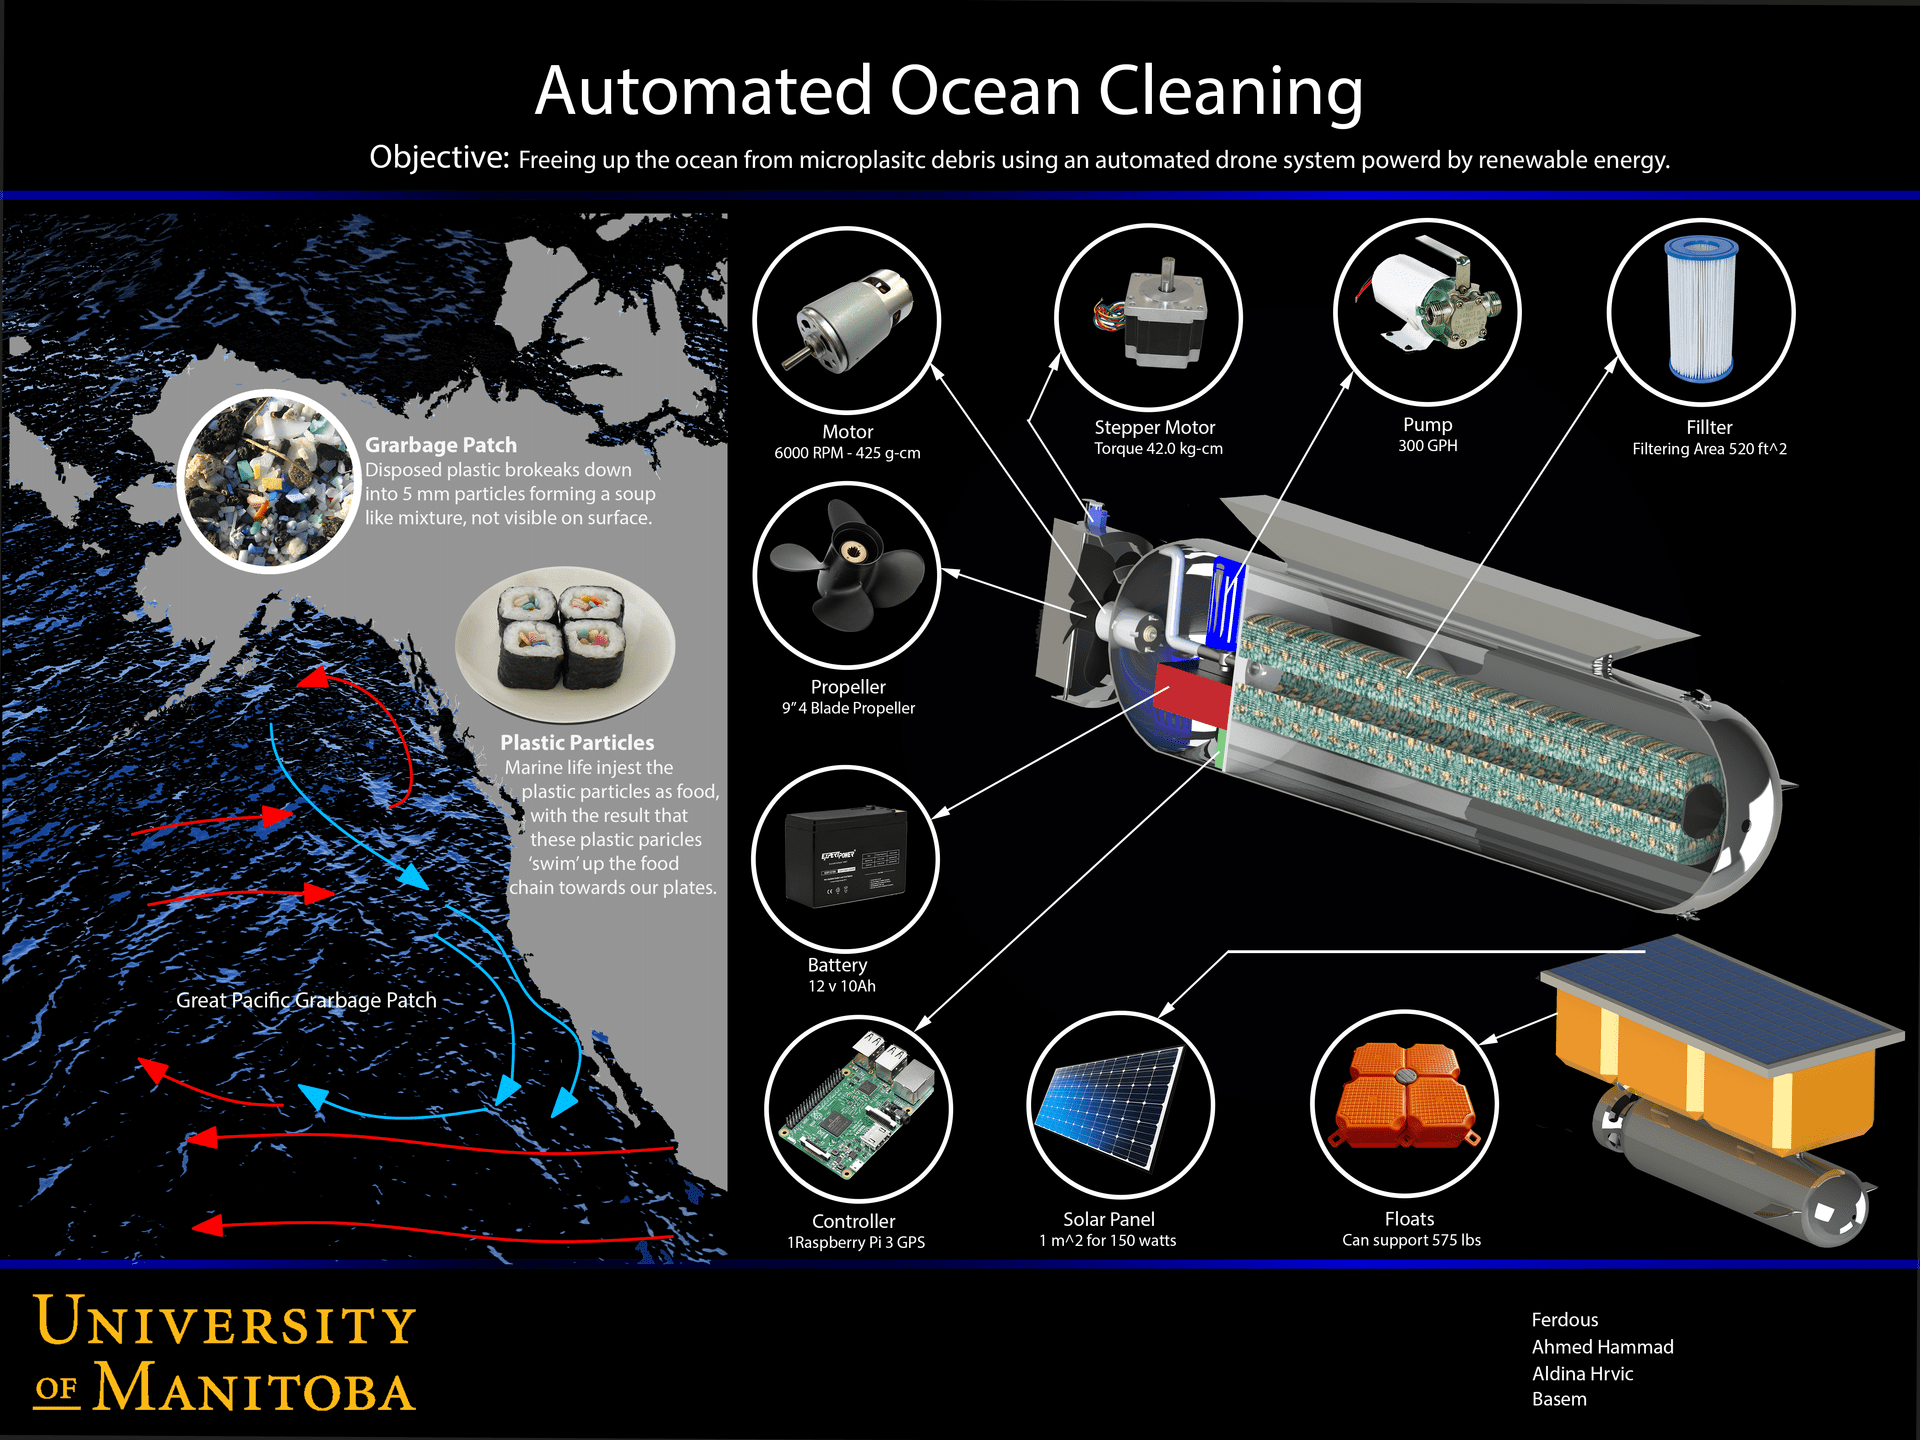 Automated Ocean Cleaning
Objective: Freeing up the ocean from microplasitc debris using an automated drone system powerd by renewable energy.
Grarbage Patch
Disposed plastic brokeaks down
into 5 mm particles forming a soup
like mixture, not visible on surface.
Plastic Particles
Marine life injest the
plastic particles as food,
with the result that
these plastic paricles
‘swim’ up the food
chain towards our plates.
Great Pacific Grarbage Patch
Motor
6000 RPM - 425 g-cm
Stepper Motor
Torque 42.0 kg-cm
Pump
300 GPH
Fillter
Filtering Area 520 ft^2
Propeller
9” 4 Blade Propeller
EXPERTPOWER
Battery
12 v 10Ah
Controller
1Raspberry Pi 3 GPS
Solar Panel
1 m^2 for 150 watts
Floats
Can support 575 lbs
UNIVERSITY
OF MANITOBA
Ferdous
Ahmed Hammad
Aldina Hrvic
Basem